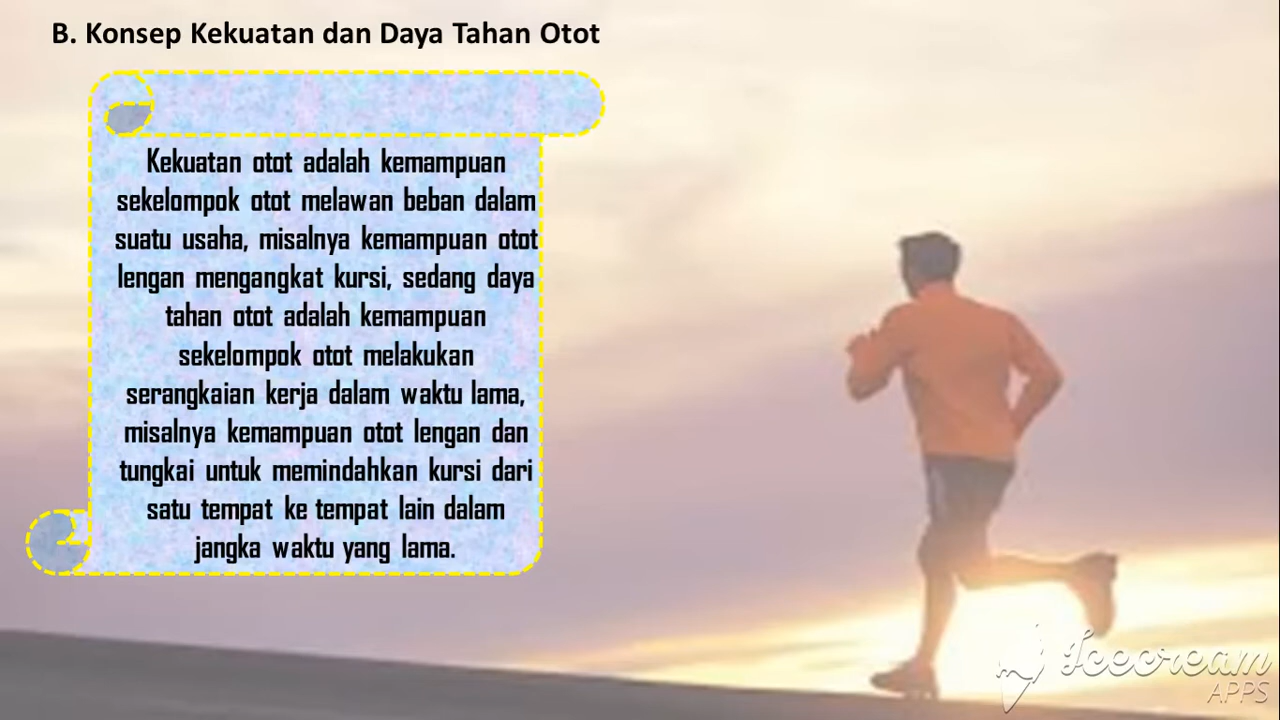 B. Konsep Kekuatan dan Daya Tahan Otot
Kekuatan otot adalah kemampuan
sekelompok otot melawan beban dalam
suatu usaha, misalnya kemampuan otot
lengan mengangkat kursi, sedang daya
tahan otot adalah kemampuan
sekelompok otot melakukan
serangkaian kerja dalam waktu lama,
misalnya kemampuan otot lengan dan
tungkai untuk memindahkan kursi dari
satu tempat ke tempat lain dalam
jangka waktu yang lama.
Icecream
APPS